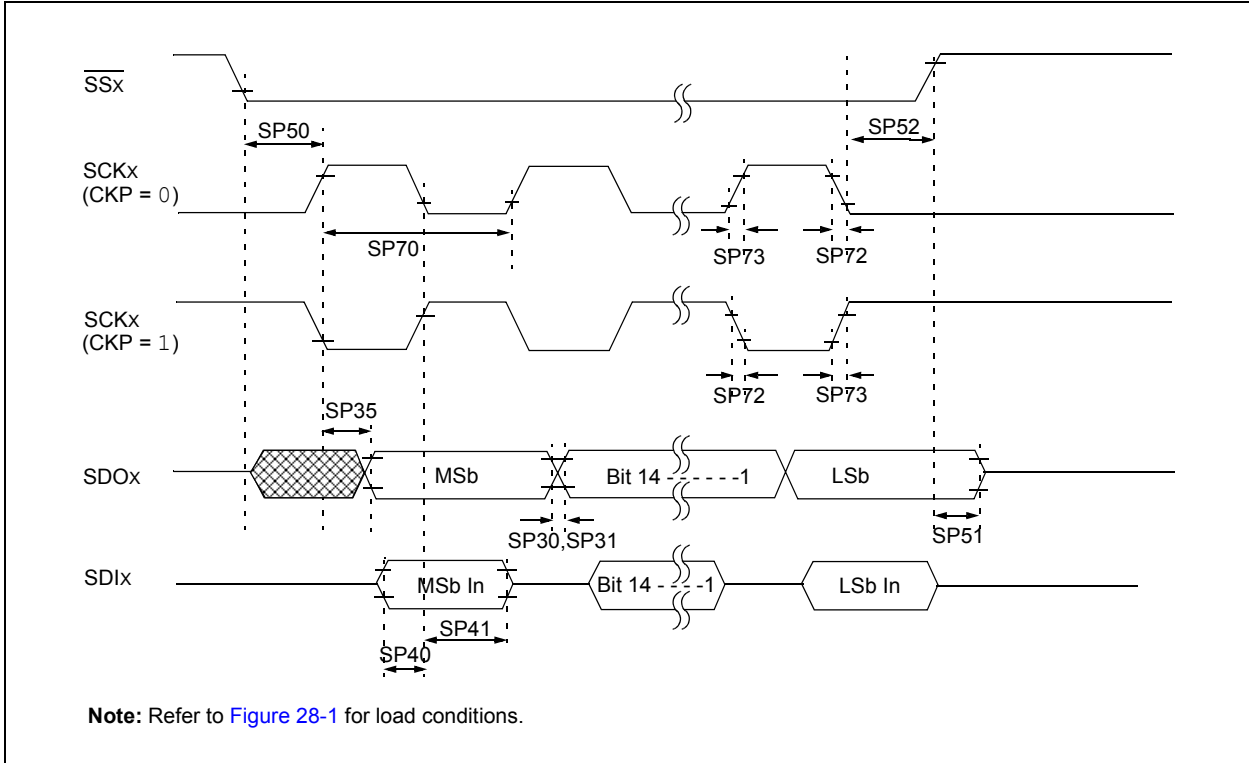 SSx
SP50
SP52
SCKx
(CKP = 0)
SP70
SP73
SP72
SCKx
(CKP = 1)
SP72
SP73
SP35
SDOx
MSb
Bit 14 - - - - - -1
LSb
SP30,SP31
SP51
SDIx
MSb In
Bit 14 - - - -1
LSb In
SP41
SP40
Note: Refer to Figure 28-1 for load conditions.